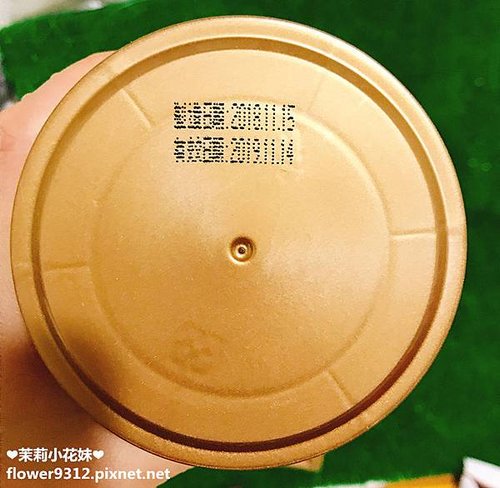 製造日期:2018.11.15
有效日期:2019.11.14
❤茉莉小花妹❤
flower9312.pixnet.net